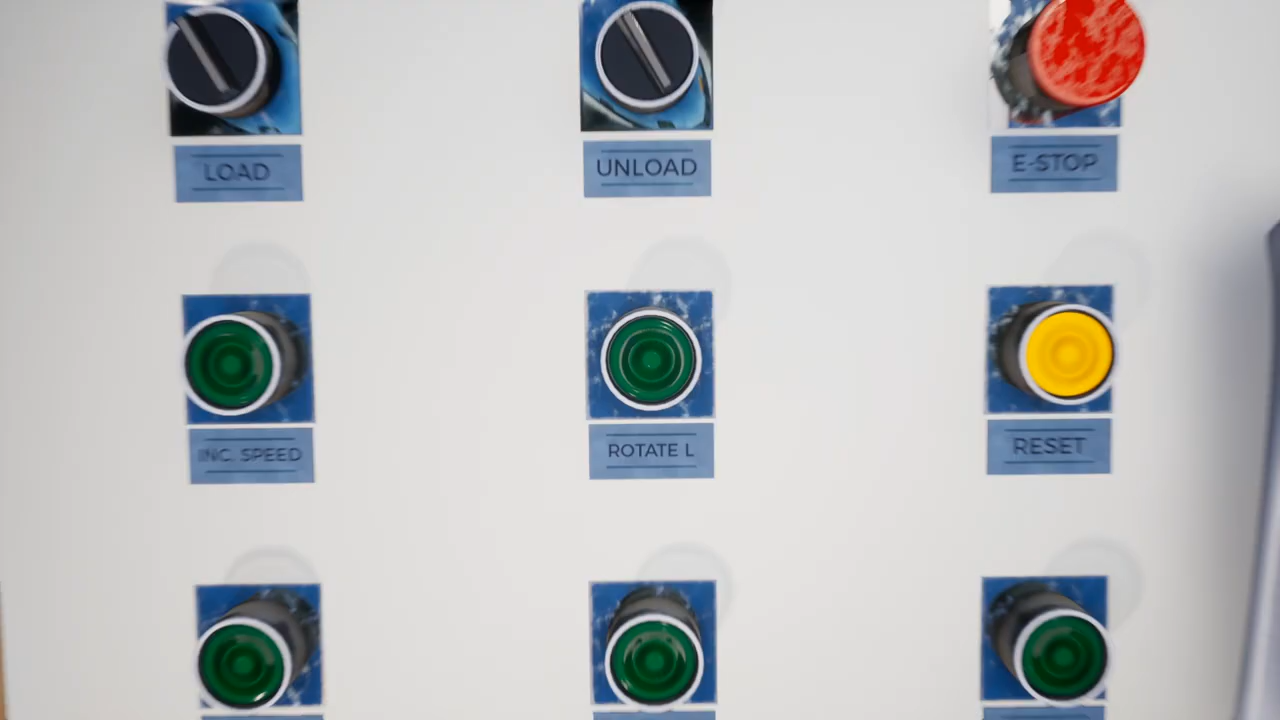 LOAD
UNLOAD
E-STOP
INC. SPEED
ROTATE L
RESET